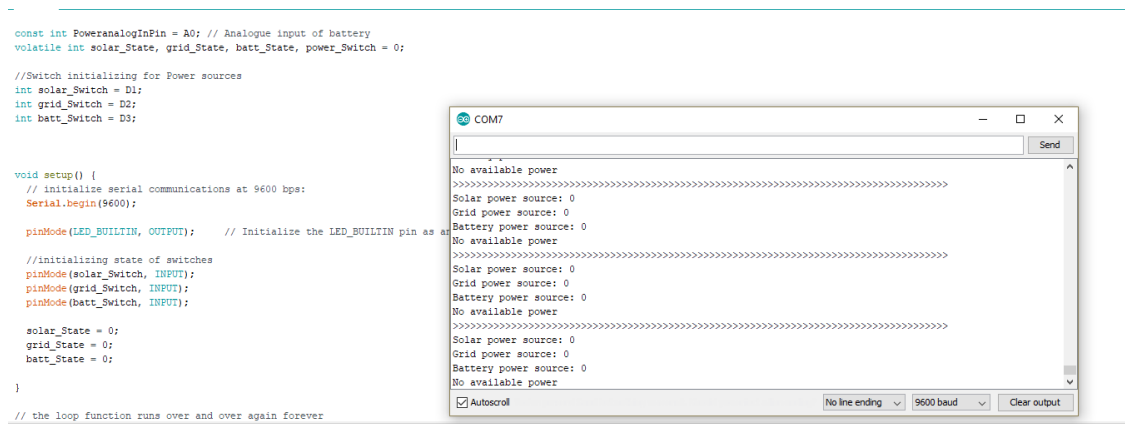 const int PoweranalogInPin = A0; // Analogue input of battery
volatile int solar_State, grid_State, batt_State, power_Switch = 0;
//Switch initializing for Power sources
int solar_Switch = D1;
int grid_Switch = D2;
int batt_Switch = D3;
void setup() {
// initialize serial communications at 9600 bps:
Serial.begin(9600);
pinMode(LED_BUILTIN, OUTPUT); // Initialize the LED_BUILTIN pin as
//initializing state of switches
pinMode(solar_Switch, INPUT);
pinMode(grid_Switch, INPUT);
pinMode(batt_Switch, INPUT);
solar_State = 0;
grid_State = 0;
batt_State = 0;
}
// the loop function runs over and over again forever
COM7
Send
No available power
>>>>>>>>>>>>>>>>>>>>>>>>>>>>>>>>>>>>>>>>>>>>>>>>>>>>>>>>>>>>>>>>>>>>>>>>>>>>>>>>>>>>
Solar power source: 0
Grid power source: 0
Battery power source: 0
No available power
>>>>>>>>>>>>>>>>>>>>>>>>>>>>>>>>>>>>>>>>>>>>>>>>>>>>>>>>>>>>>>>>>>>>>>>>>>>>>>>>>>>>
Solar power source: 0
Grid power source: 0
Battery power source: 0
No available power
>>>>>>>>>>>>>>>>>>>>>>>>>>>>>>>>>>>>>>>>>>>>>>>>>>>>>>>>>>>>>>>>>>>>>>>>>>>>>>>>>>>>
Solar power source: 0
Grid power source: 0
Battery power source: 0
No available power
Autoscroll
No line ending
9600 baud
Clear output